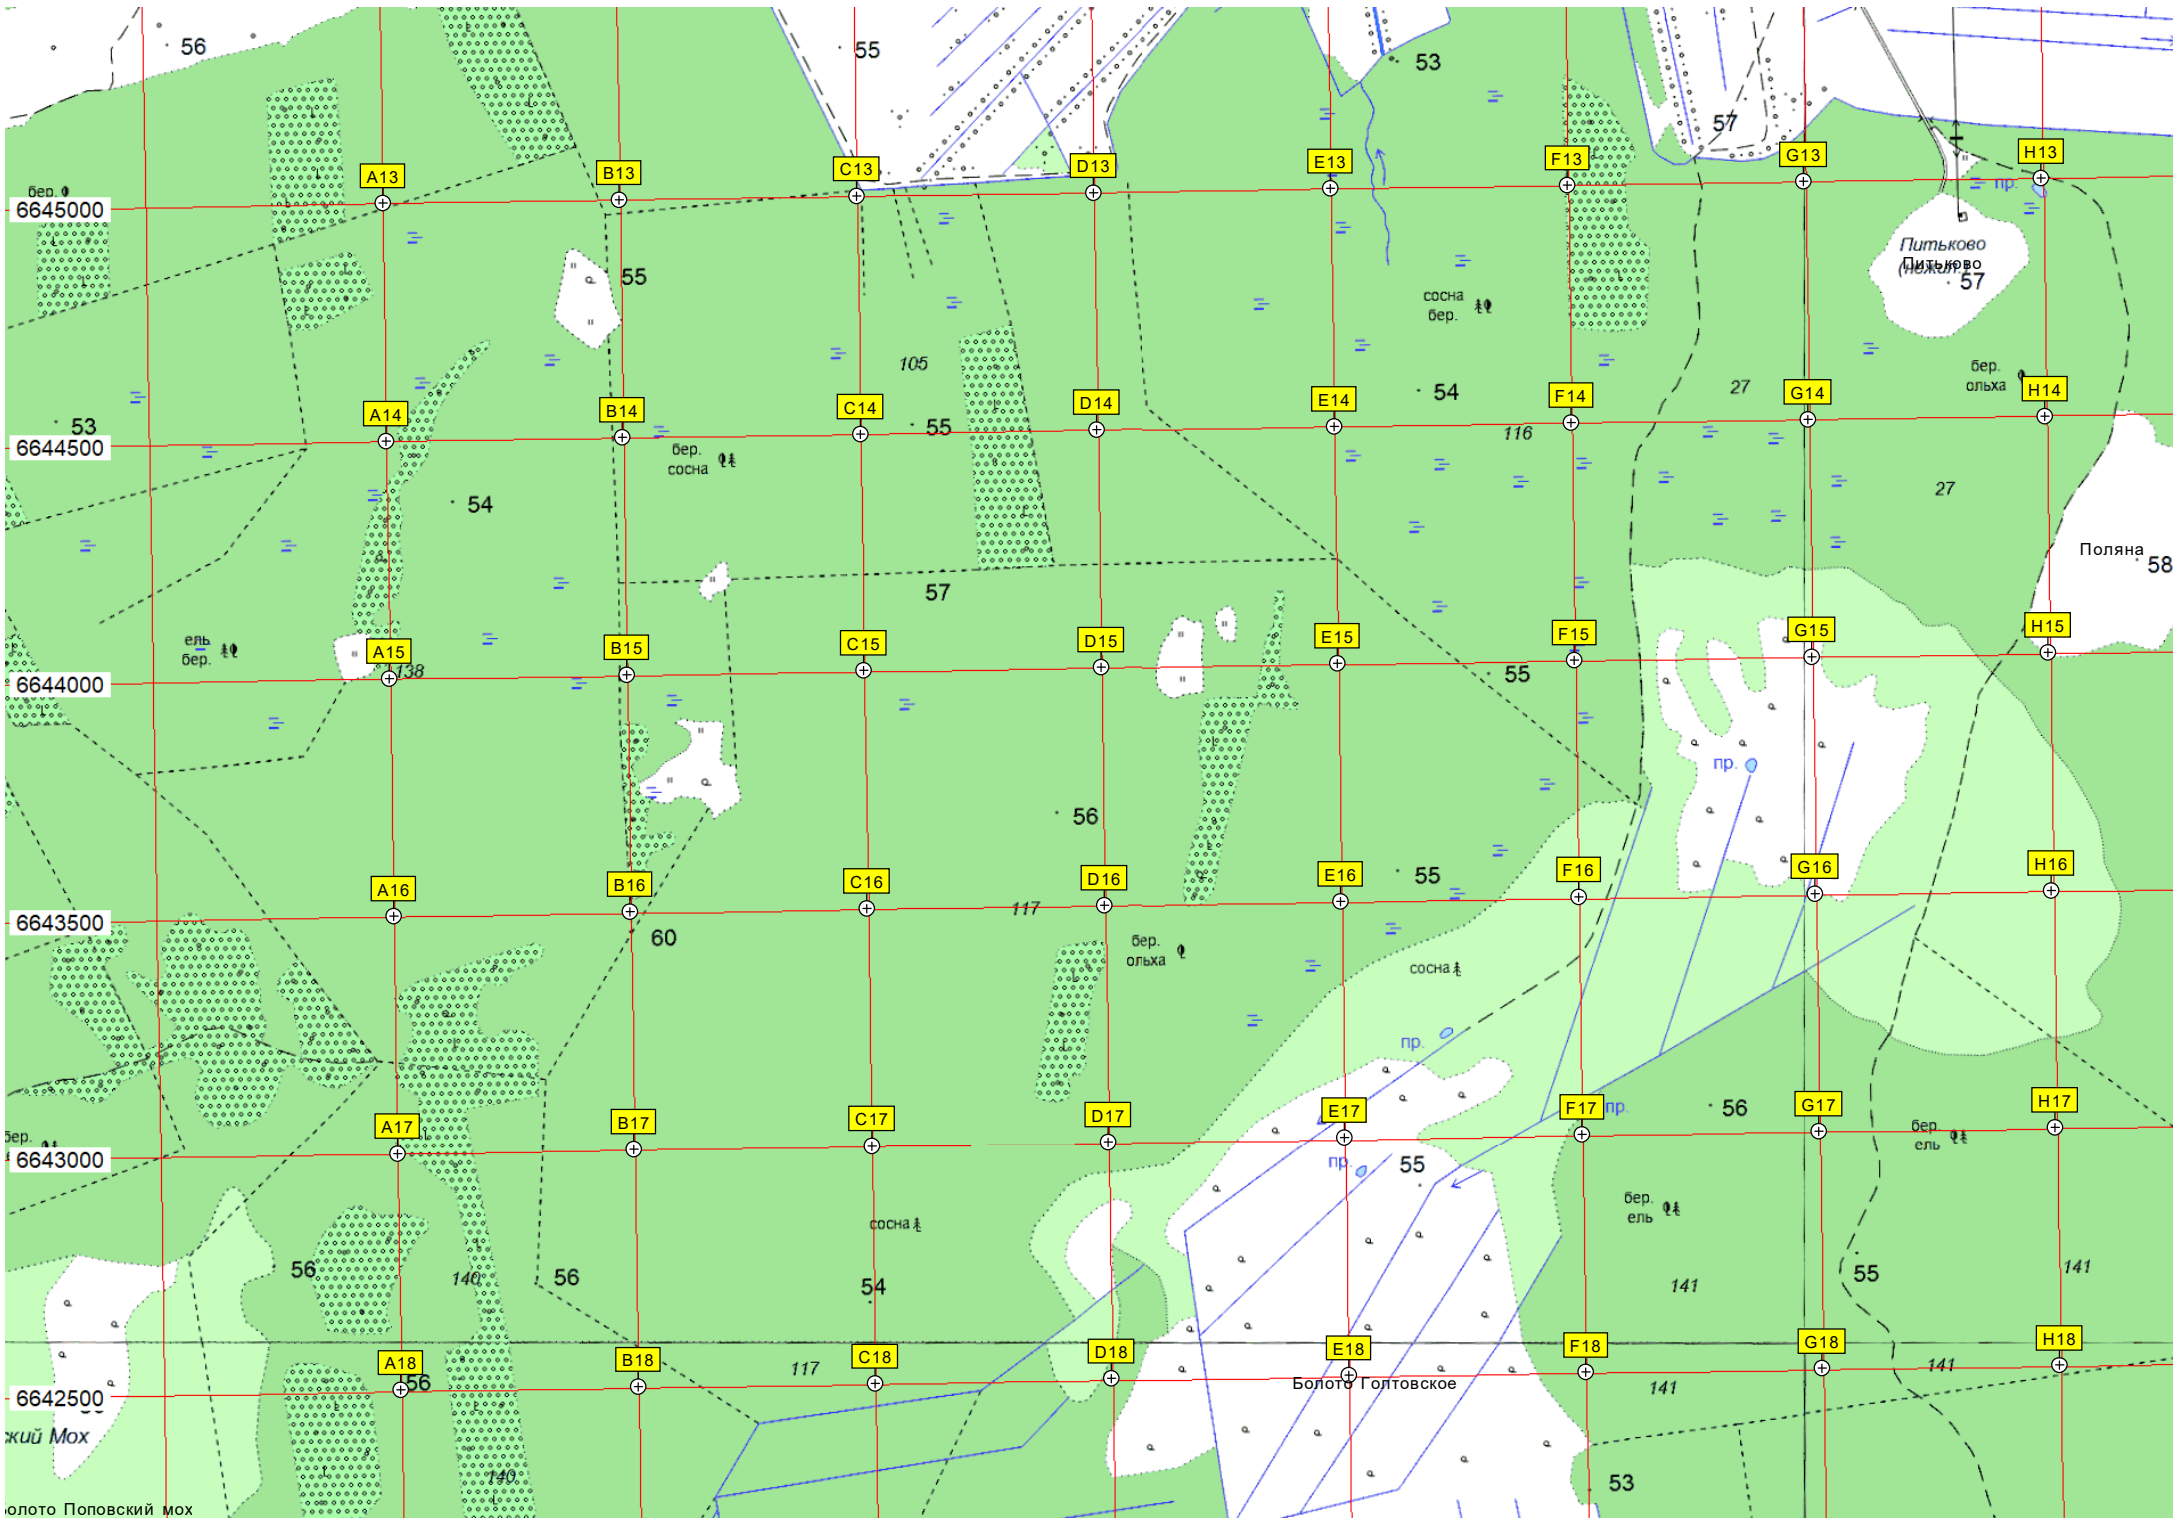 56
55
53
57
бер.
A13
B13
C13
D13
E13
F13
G13
H13
пр.
6645000
Питьково
Питьково
57
55
сосна
бер.
105
54
27
бер.
ольха
A14
B14
C14
D14
E14
F14
G14
H14
53
55
116
6644500
бер.
сосна
54
27
Поляна
58
57
ель
бер.
A15
B15
C15
D15
E15
F15
G15
H15
138
55
6644000
пр.
56
A16
B16
C16
D16
E16
F16
G16
H16
55
117
6643500
60
бер.
ольха
сосна
пр.
A17
B17
C17
D17
E17
F17
G17
H17
пр.
56
бер.
ель
бер.
6643000
пр.
55
бер.
ель
сосна
56
140
56
54
141
55
141
A18
B18
C18
D18
E18
F18
G18
H18
56
117
141
141
6642500
Болото Голтовское
ский Мох
140
53
Болото Поповский мох